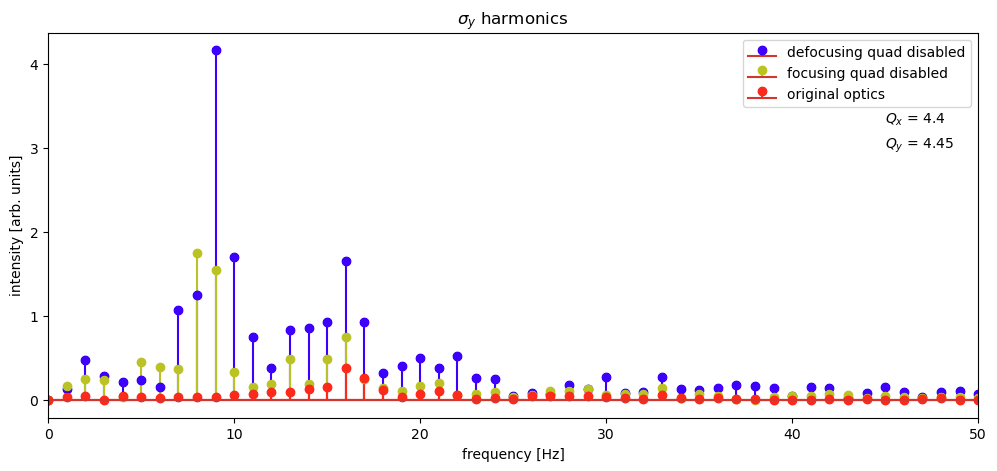 σy harmonics
defocusing quad disabled
focusing quad disabled
original optics
Qx = 4.4
Qy = 4.45
intensity [arb. units]
4
3
2
1
0
0 10 20 30 40 50
frequency [Hz]